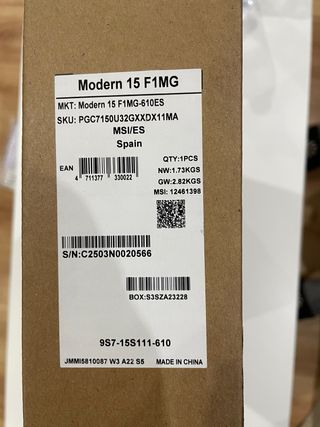 Modern 15 F1MG
MKT: Modern 15 F1MG-610ES
SKU: PGC7150U32GXXDX11MA
MSI/ES
Spain
EAN
4 711377 330022
QTY:1PCS
NW:1.73KGS
GW:2.82KGS
MSI: 12461398
S/N:C2503N0020566
BOX:S3SZA23228
9S7-15S111-610
JMMI5810087 W3 A22 S5 MADE IN CHINA